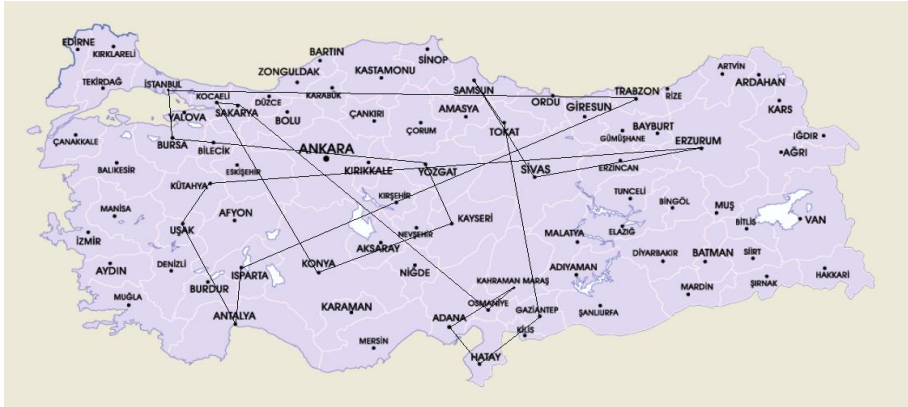 EDİRNE
KIRKLARELİ
TEKİRDAĞ
İSTANBUL
KOCAELİ
SAKARYA
YALOVA
BURSA
BİLECİK
ÇANAKKALE
BALIKESİR
ESKİŞEHİR
KÜTAHYA
MANİSA
İZMİR
UŞAK
AFYON
AYDIN
DENİZLİ
MUĞLA
BURDUR
ISPARTA
ANTALYA
DÜZCE
BOLU
ZONGULDAK
BARTIN
KARABÜK
KASTAMONU
SİNOP
ÇANKIRI
ÇORUM
ANKARA
KIRIKKALE
YOZGAT
KIRŞEHİR
NEVŞEHİR
AKSARAY
KAYSERİ
KONYA
NİĞDE
KARAMAN
MERSİN
ADANA
OSMANİYE
KAHRAMAN MARAŞ
HATAY
GAZİANTEP
KİLİS
SAMSUN
AMASYA
TOKAT
ORDU
GİRESUN
SİVAS
TRABZON
RİZE
ARTVİN
ARDAHAN
KARS
GÜMÜŞHANE
BAYBURT
ERZURUM
ERZİNCAN
IĞDIR
AĞRI
TUNCELİ
BİNGÖL
MUŞ
BİTLİS
VAN
MALATYA
ELAZIĞ
ADIYAMAN
DİYARBAKIR
BATMAN
SİİRT
ŞIRNAK
HAKKARİ
MARDİN
ŞANLIURFA